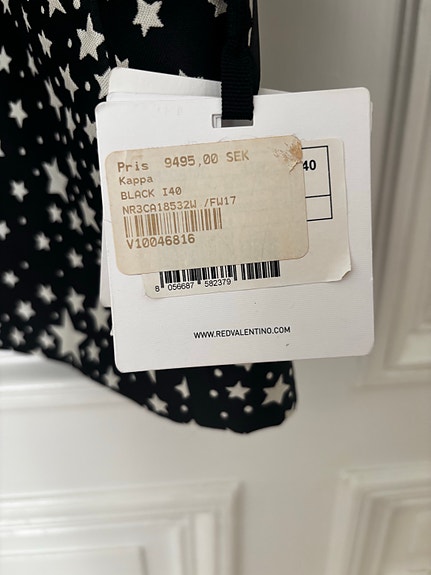 Pris 9495,00 SEK
Kappa
BLACK I40
NR3CA18532W /FW17
V10046816
40
8 056687 582379
WWW.REDVALENTINO.COM